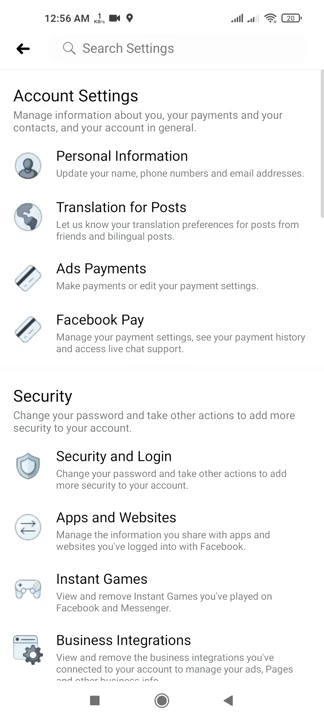 12:56 AM 1 KB/s 20
Search Settings
Account Settings
Manage information about you, your payments and your
contacts, and your account in general.
Personal Information
Update your name, phone numbers and email addresses.
Translation for Posts
Let us know your translation preferences for posts from
friends and bilingual posts.
Ads Payments
Make payments or edit your payment settings.
Facebook Pay
Manage your payment settings, see your payment history
and access live chat support.
Security
Change your password and take other actions to add more
security to your account.
Security and Login
Change your password and take other actions to add
more security to your account.
Apps and Websites
Manage the information you share with apps and
websites you've logged into with Facebook.
Instant Games
View and remove Instant Games you've played on
Facebook and Messenger.
Business Integrations
View and remove the business integrations you've
connected to your account to manage your ads, Pages
and other business info.